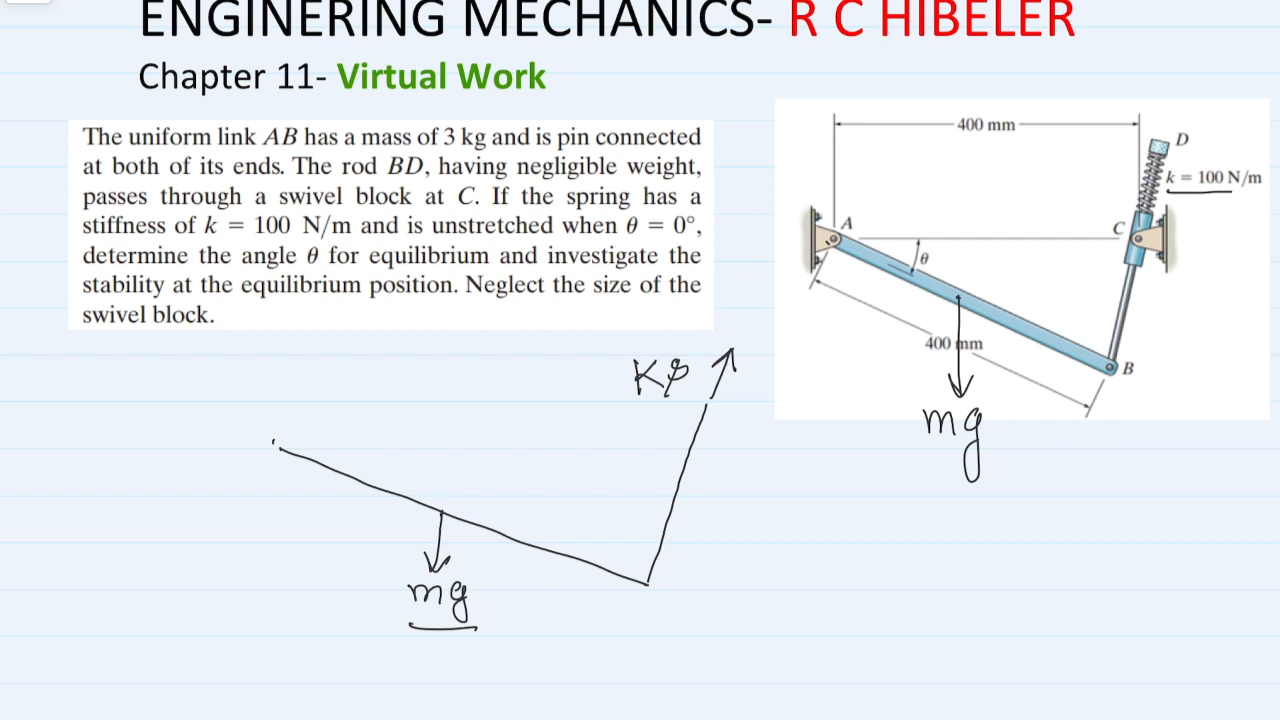 ENGINERING MECHANICS- R C HIBELER
Chapter 11- Virtual Work
The uniform link AB has a mass of 3 kg and is pin connected
at both of its ends. The rod BD, having negligible weight,
passes through a swivel block at C. If the spring has a
stiffness of k = 100 N/m and is unstretched when θ = 0°,
determine the angle θ for equilibrium and investigate the
stability at the equilibrium position. Neglect the size of the
swivel block.
400 mm
D
k = 100 N/m
A
C
θ
400 mm
B
mg
mg